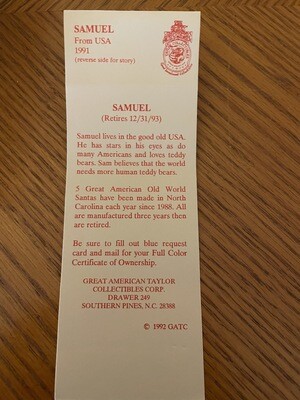 SAMUEL
From USA
1991
(reverse side for story)
SAMUEL
(Retires 12/31/93)
Samuel lives in the good old USA.
He has stars in his eyes as do
many Americans and loves teddy
bears. Sam believes that the world
needs more human teddy bears.
5 Great American Old World
Santas have been made in North
Carolina each year since 1988. All
are manufactured three years then
are retired.
Be sure to fill out blue request
card and mail for your Full Color
Certificate of Ownership.
GREAT AMERICAN TAYLOR
COLLECTIBLES CORP.
DRAWER 249
SOUTHERN PINES, N.C. 28388
© 1992 GATC